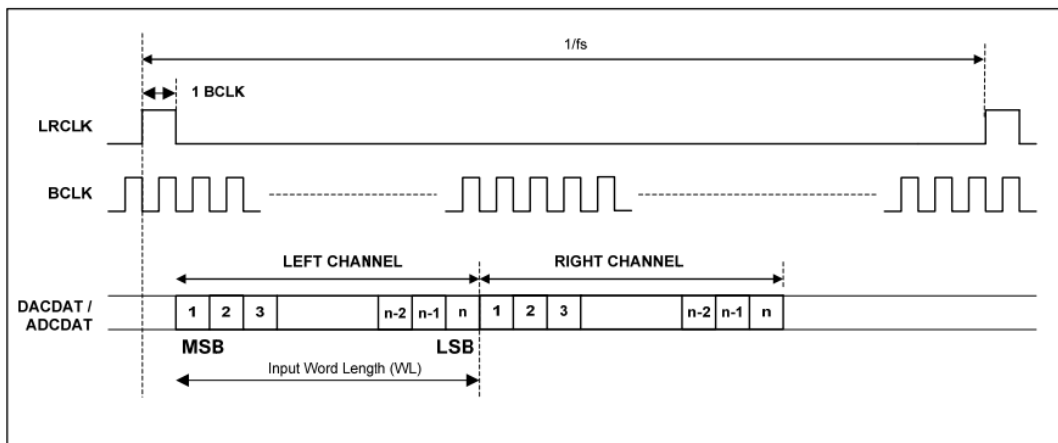 1/fs
1 BCLK
LRCLK
BCLK
LEFT CHANNEL RIGHT CHANNEL
DACDAT /
ADCDAT
1 2 3 n-2 n-1 n 1 2 3 n-2 n-1 n
MSB LSB
Input Word Length (WL)